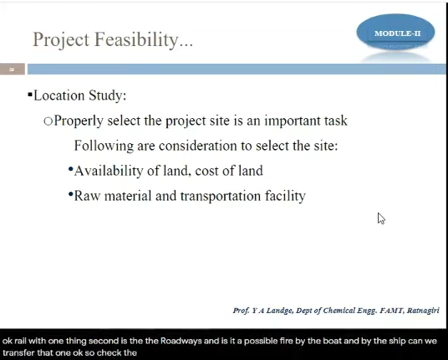 Project Feasibility...
MODULE-II
Location Study:
Properly select the project site is an important task
Following are consideration to select the site:
Availability of land, cost of land
Raw material and transportation facility
Prof. Y A Landge, Dept of Chemical Engg. FAMT, Ratnagiri
ok rail with one thing second is the the Roadways and is it a possible fire by the boat and by the ship can we
transfer that one ok so check the